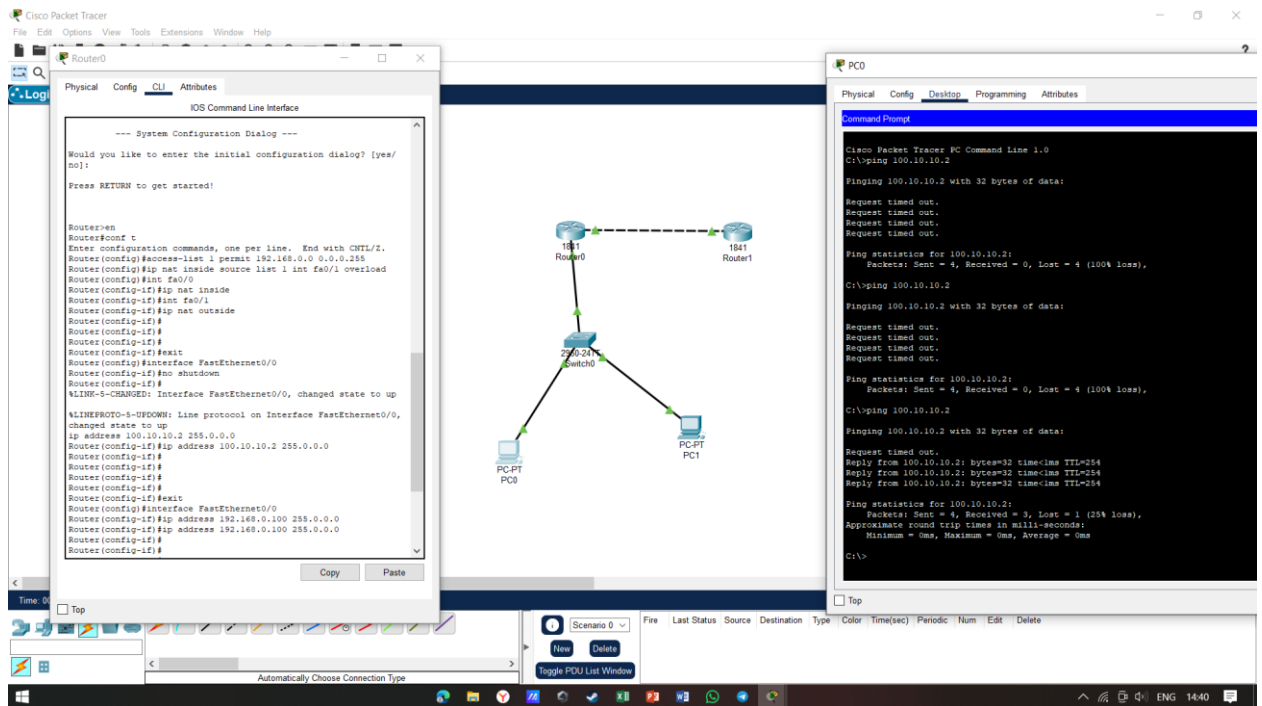 Cisco Packet Tracer
File Edit Options View Tools Extensions Window Help
Router0
Physical Config CLI Attributes
IOS Command Line Interface
--- System Configuration Dialog ---
Would you like to enter the initial configuration dialog? [yes/
no]:
Press RETURN to get started!
Router>en
Router#conf t
Enter configuration commands, one per line. End with CNTL/Z.
Router(config)#access-list 1 permit 192.168.0.0 0.0.0.255
Router(config)#ip nat inside source list 1 int fa0/1 overload
Router(config)#int fa0/0
Router(config-if)#ip nat inside
Router(config-if)#int fa0/1
Router(config-if)#ip nat outside
Router(config-if)#
Router(config-if)#
Router(config-if)#
Router(config-if)#exit
Router(config)#interface FastEthernet0/0
Router(config-if)#no shutdown
Router(config-if)#
%LINK-5-CHANGED: Interface FastEthernet0/0, changed state to up
%LINEPROTO-5-UPDOWN: Line protocol on Interface FastEthernet0/0,
changed state to up
ip address 100.10.10.2 255.0.0.0
Router(config-if)#ip address 100.10.10.2 255.0.0.0
Router(config-if)#
Router(config-if)#
Router(config-if)#
Router(config-if)#
Router(config-if)#exit
Router(config)#interface FastEthernet0/0
Router(config-if)#ip address 192.168.0.100 255.0.0.0
Router(config-if)#ip address 192.168.0.100 255.0.0.0
Router(config-if)#
Router(config-if)#
Copy Paste
Top
Logi
1841
Router0
1841
Router1
2950-24TT
Switch0
PC-PT
PC0
PC-PT
PC1
PC0
Physical Config Desktop Programming Attributes
Command Prompt
Cisco Packet Tracer PC Command Line 1.0
C:\>ping 100.10.10.2
Pinging 100.10.10.2 with 32 bytes of data:
Request timed out.
Request timed out.
Request timed out.
Request timed out.
Ping statistics for 100.10.10.2:
Packets: Sent = 4, Received = 0, Lost = 4 (100% loss),
C:\>ping 100.10.10.2
Pinging 100.10.10.2 with 32 bytes of data:
Request timed out.
Request timed out.
Request timed out.
Request timed out.
Ping statistics for 100.10.10.2:
Packets: Sent = 4, Received = 0, Lost = 4 (100% loss),
C:\>ping 100.10.10.2
Pinging 100.10.10.2 with 32 bytes of data:
Request timed out.
Reply from 100.10.10.2: bytes=32 time<1ms TTL=254
Reply from 100.10.10.2: bytes=32 time<1ms TTL=254
Reply from 100.10.10.2: bytes=32 time<1ms TTL=254
Ping statistics for 100.10.10.2:
Packets: Sent = 4, Received = 3, Lost = 1 (25% loss),
Approximate round trip times in milli-seconds:
Minimum = 0ms, Maximum = 0ms, Average = 0ms
C:\>
Top
Time: 00
Automatically Choose Connection Type
Scenario 0
New Delete
Toggle PDU List Window
Fire Last Status Source Destination Type Color Time(sec) Periodic Num Edit Delete
ENG 14:40